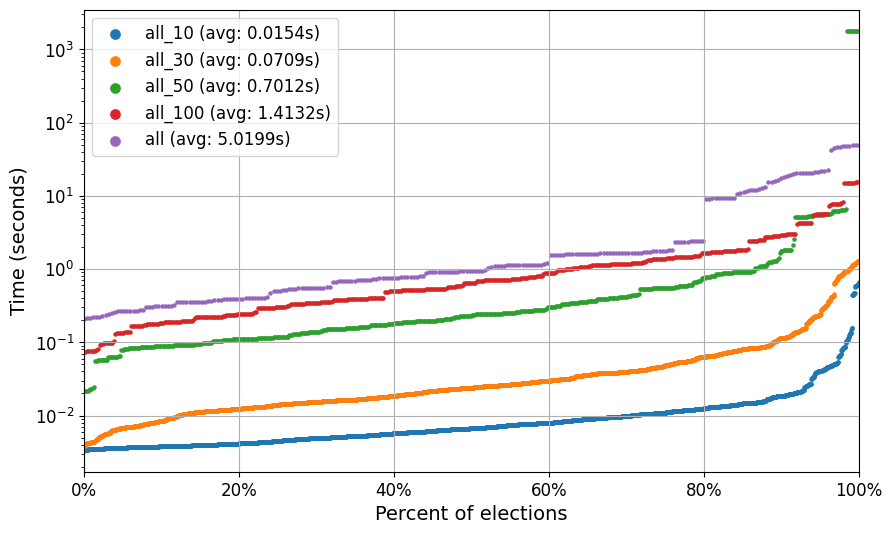 all_10 (avg: 0.0154s)
all_30 (avg: 0.0709s)
all_50 (avg: 0.7012s)
all_100 (avg: 1.4132s)
all (avg: 5.0199s)
10³
10²
10¹
10⁰
10⁻¹
10⁻²
Time (seconds)
0% 20% 40% 60% 80% 100%
Percent of elections